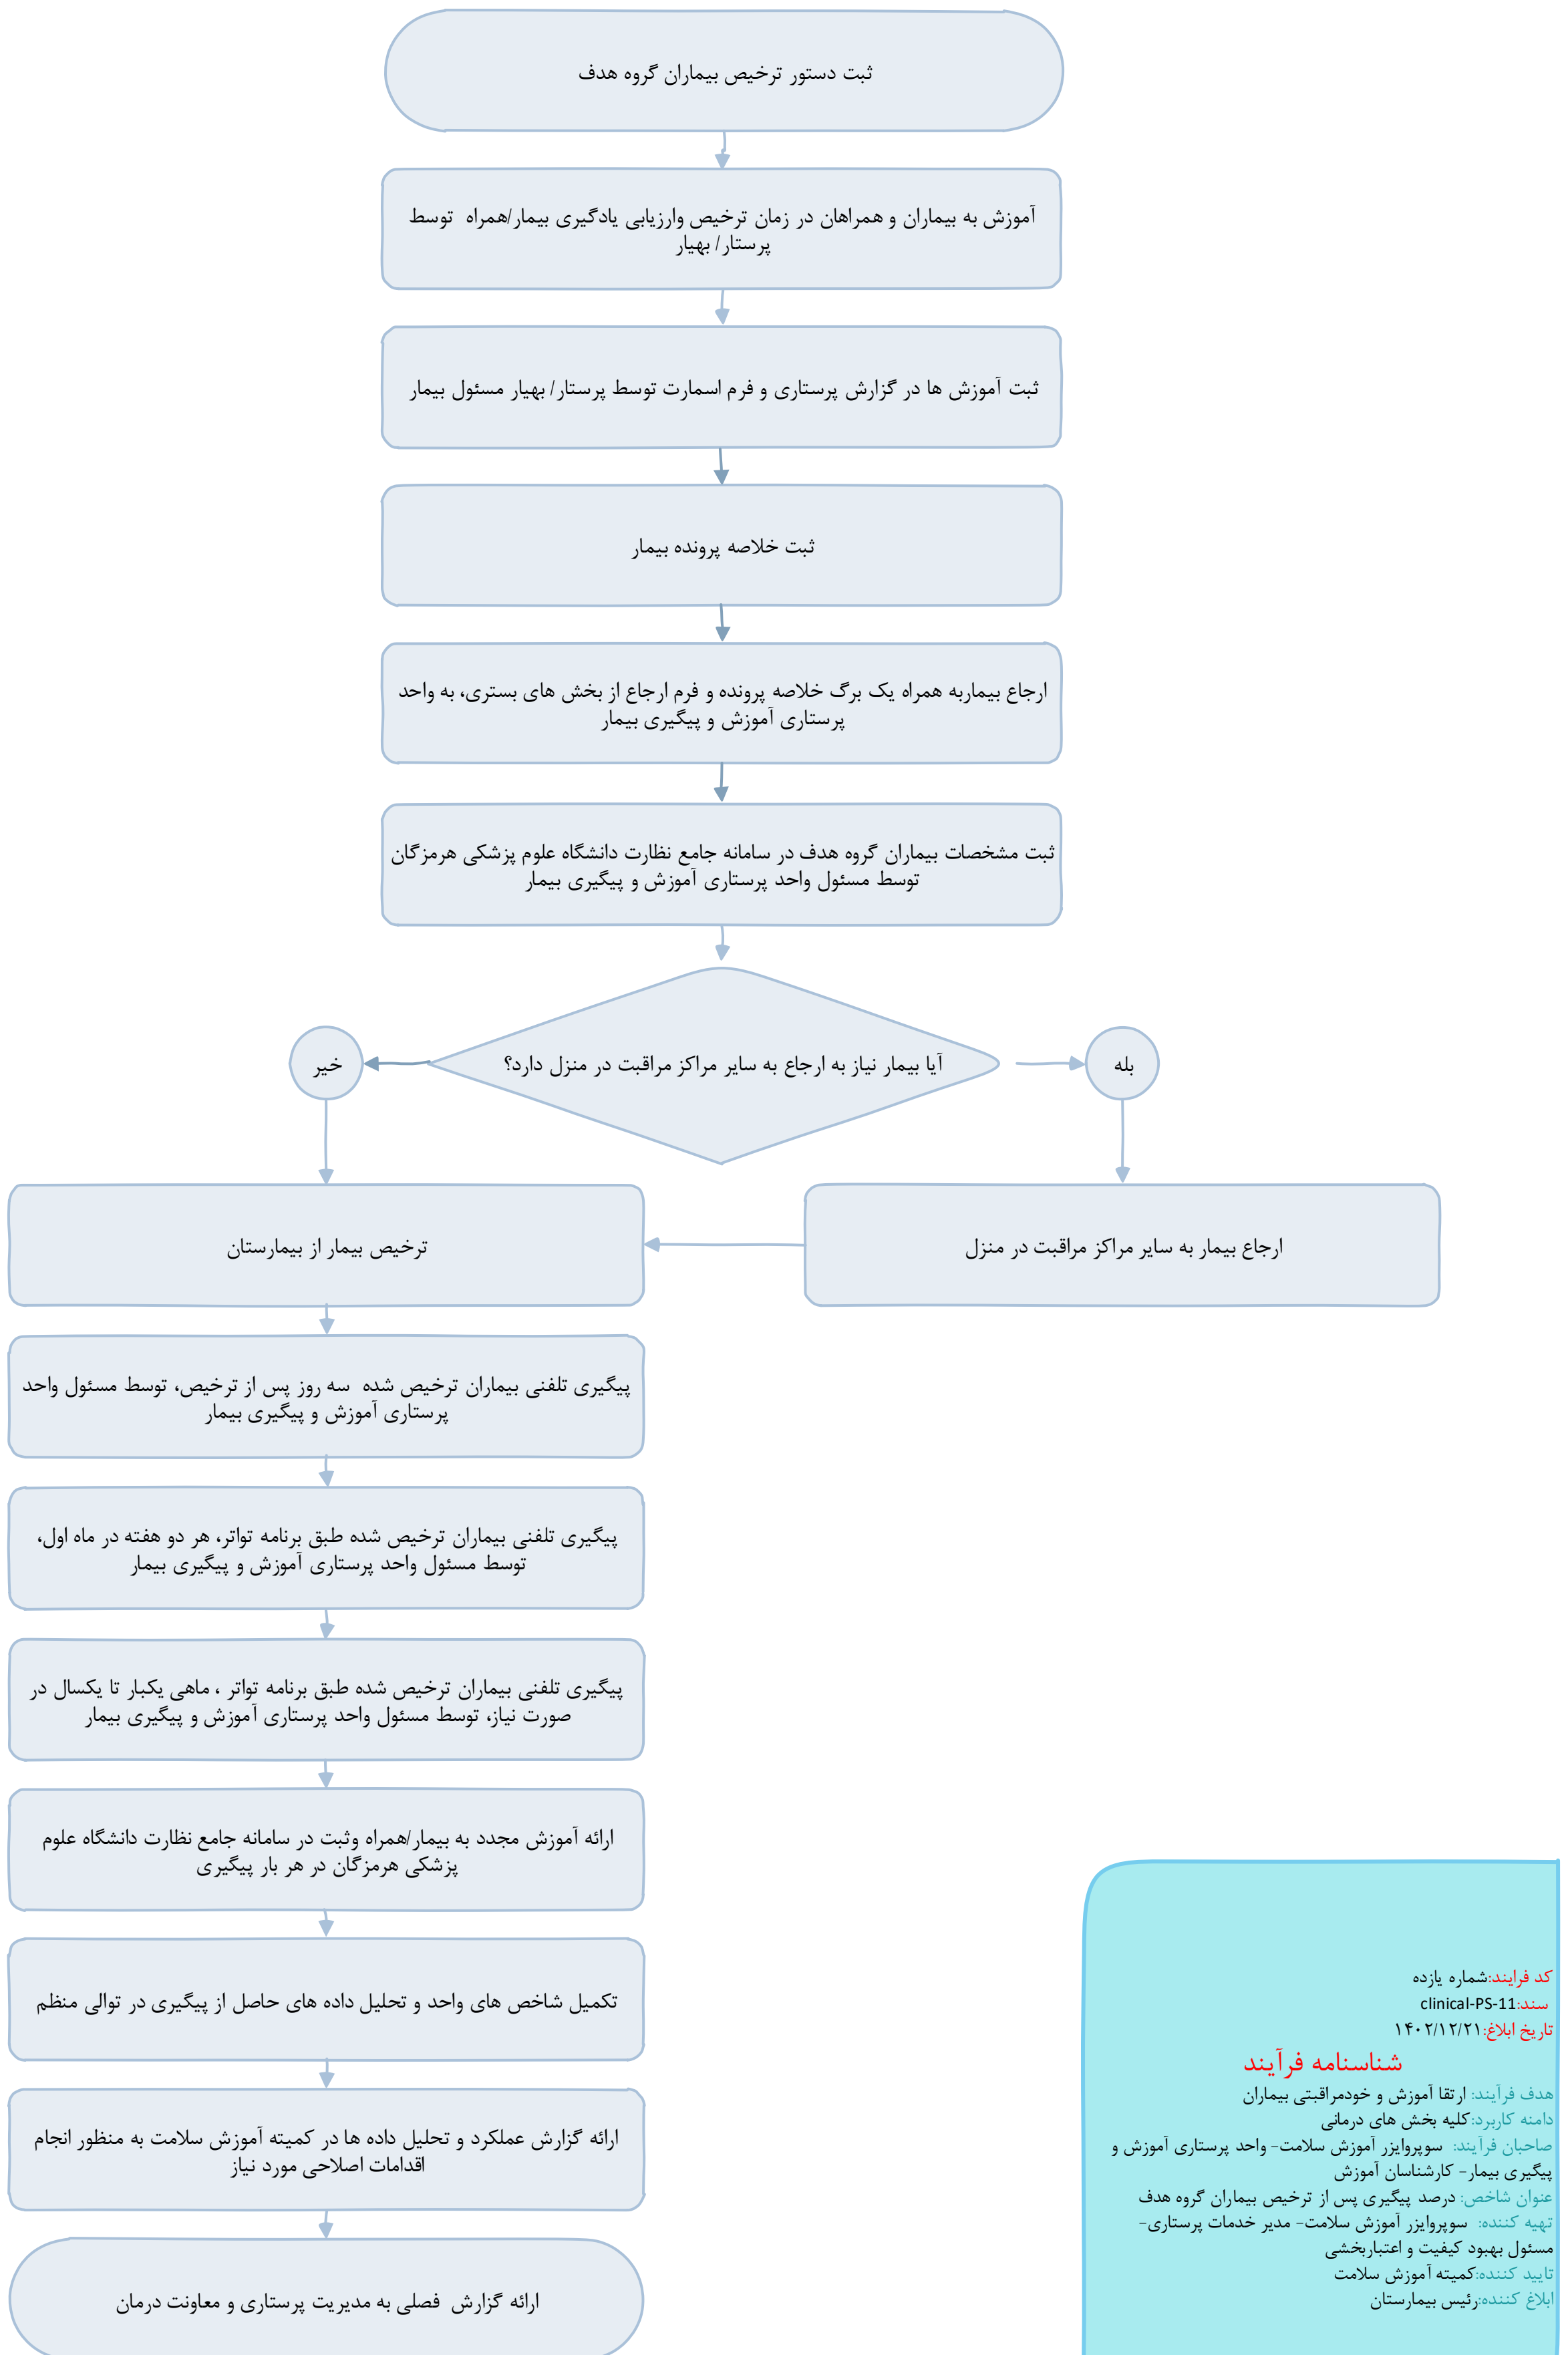 ثبت دستور ترخیص بیماران گروه هدف
آموزش به بیماران و همراهان در زمان ترخیص وارزیابی یادگیری بیمار/همراه توسط
پرستار/ بهیار
ثبت آموزش ها در گزارش پرستاری و فرم اسمارت توسط پرستار/ بهیار مسئول بیمار
ثبت خلاصه پرونده بیمار
ارجاع بیماربه همراه یک برگ خلاصه پرونده و فرم ارجاع از بخش های بستری، به واحد
پرستاری آموزش و پیگیری بیمار
ثبت مشخصات بیماران گروه هدف در سامانه جامع نظارت دانشگاه علوم پزشکی هرمزگان
توسط مسئول واحد پرستاری آموزش و پیگیری بیمار
آیا بیمار نیاز به ارجاع به سایر مراکز مراقبت در منزل دارد؟
بله
خیر
ارجاع بیمار به سایر مراکز مراقبت در منزل
ترخیص بیمار از بیمارستان
پیگیری تلفنی بیماران ترخیص شده سه روز پس از ترخیص، توسط مسئول واحد
پرستاری آموزش و پیگیری بیمار
پیگیری تلفنی بیماران ترخیص شده طبق برنامه تواتر، هر دو هفته در ماه اول،
توسط مسئول واحد پرستاری آموزش و پیگیری بیمار
پیگیری تلفنی بیماران ترخیص شده طبق برنامه تواتر ، ماهی یکبار تا یکسال در
صورت نیاز، توسط مسئول واحد پرستاری آموزش و پیگیری بیمار
ارائه آموزش مجدد به بیمار/همراه وثبت در سامانه جامع نظارت دانشگاه علوم
پزشکی هرمزگان در هر بار پیگیری
تکمیل شاخص های واحد و تحلیل داده های حاصل از پیگیری در توالی منظم
ارائه گزارش عملکرد و تحلیل داده ها در کمیته آموزش سلامت به منظور انجام
اقدامات اصلاحی مورد نیاز
ارائه گزارش فصلی به مدیریت پرستاری و معاونت درمان
کد فرایند:شماره یازده
سند:clinical-PS-11
تاریخ ابلاغ:۱۴۰۲/۱۲/۲۱
شناسنامه فرآیند
هدف فرآیند: ارتقا آموزش و خودمراقبتی بیماران
دامنه کاربرد:کلیه بخش های درمانی
صاحبان فرآیند: سوپروایزر آموزش سلامت- واحد پرستاری آموزش و
پیگیری بیمار- کارشناسان آموزش
عنوان شاخص: درصد پیگیری پس از ترخیص بیماران گروه هدف
تهیه کننده: سوپروایزر آموزش سلامت- مدیر خدمات پرستاری-
مسئول بهبود کیفیت و اعتباربخشی
تایید کننده:کمیته آموزش سلامت
ابلاغ کننده:رئیس بیمارستان